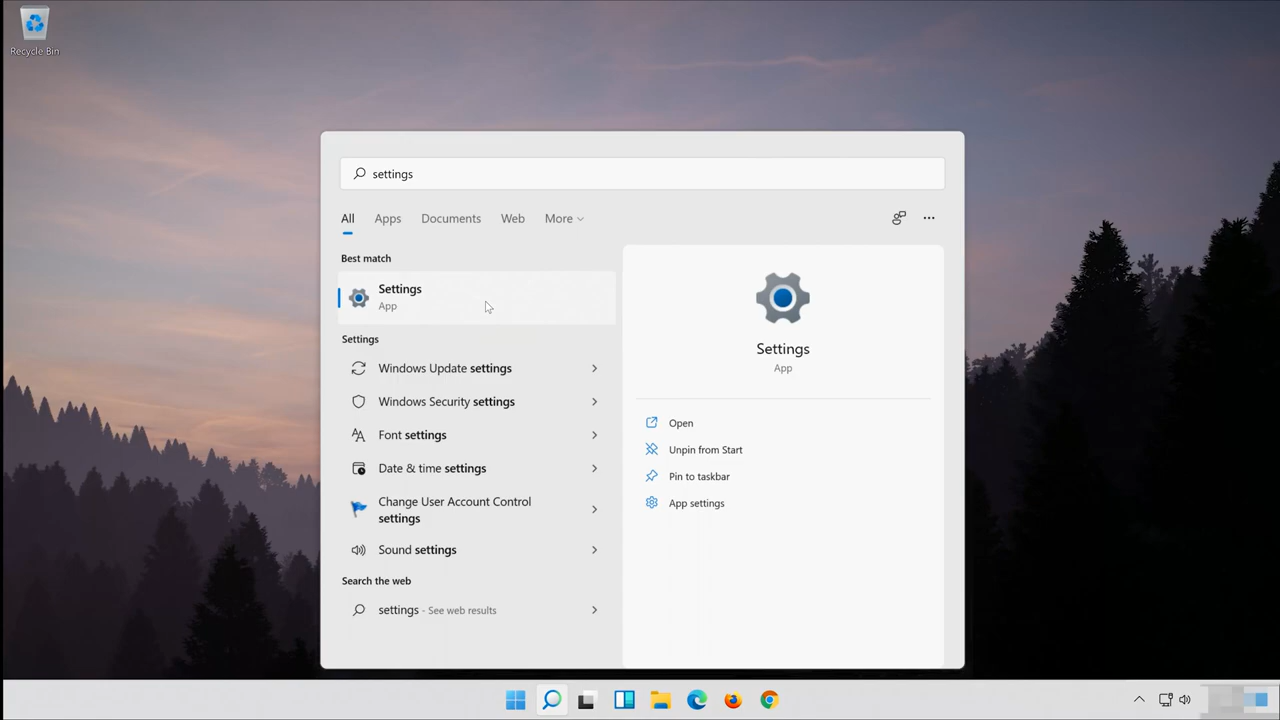 Recycle Bin
settings
All Apps Documents Web More
Best match
Settings
App
Settings
Windows Update settings
Windows Security settings
Font settings
Date & time settings
Change User Account Control
settings
Sound settings
Search the web
settings - See web results
Settings
App
Open
Unpin from Start
Pin to taskbar
App settings